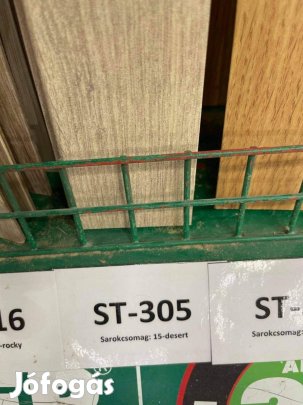 16
-rocky
ST-305
Sarokcsomag: 15-desert
ST-
Sarokcsomag:
Jófogás